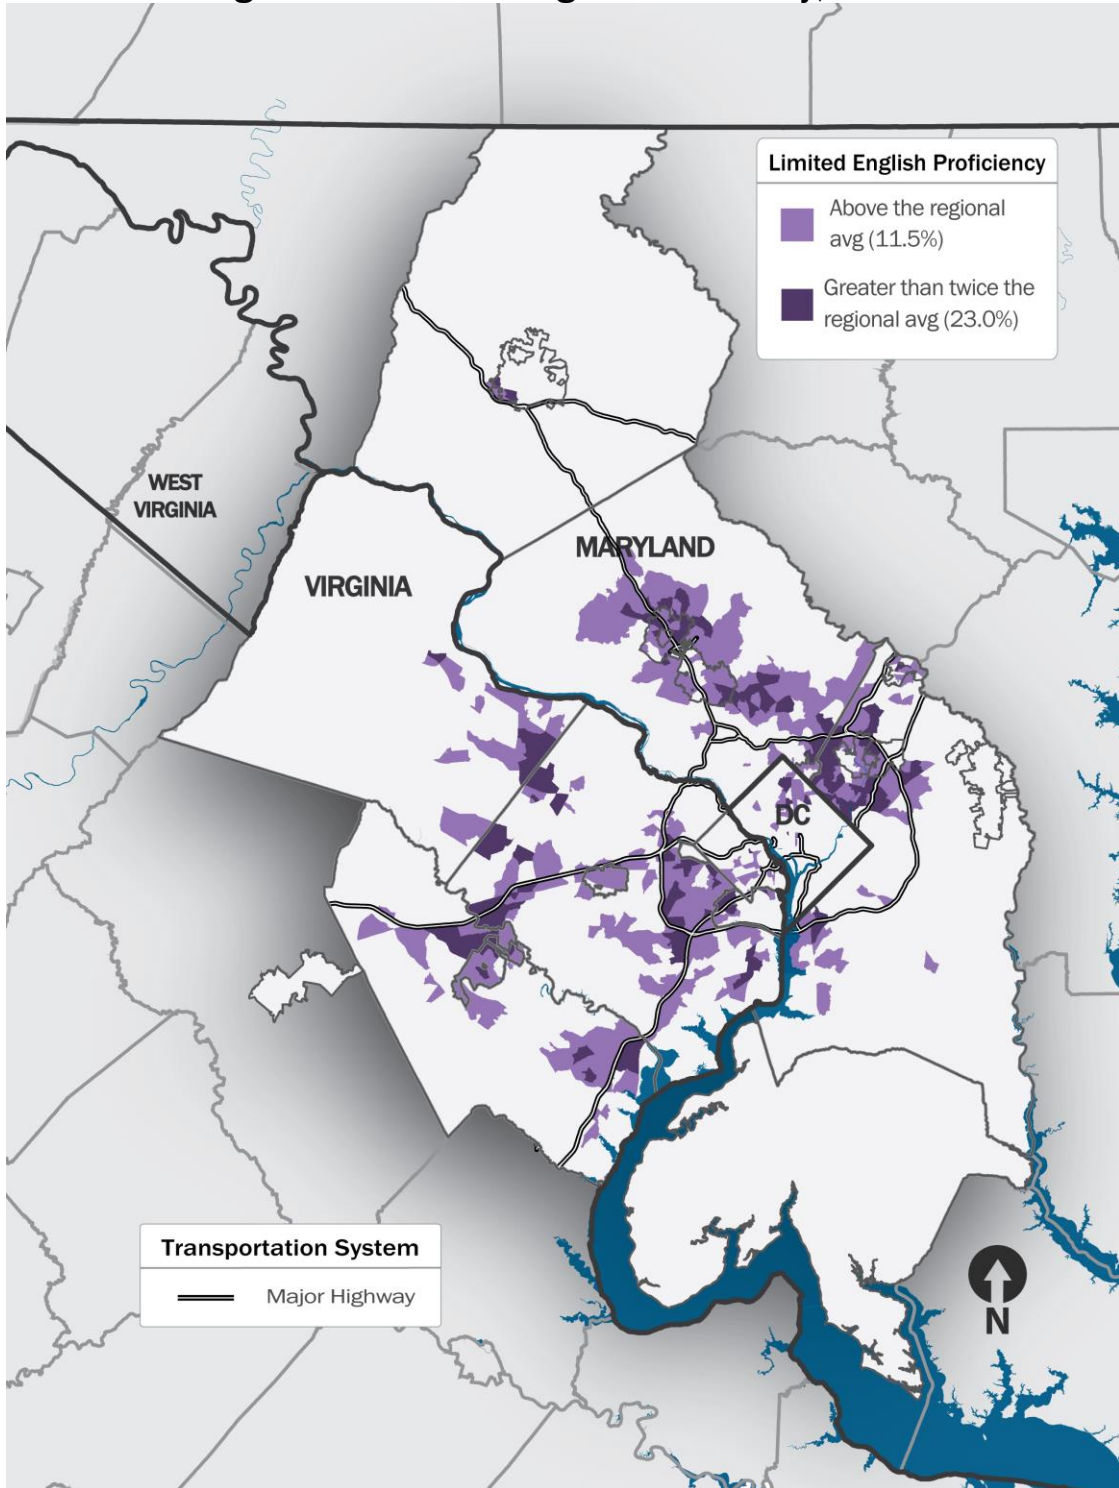 Limited English Proficiency
Above the regional
avg (11.5%)
Greater than twice the
regional avg (23.0%)
WEST
VIRGINIA
MARYLAND
VIRGINIA
DC
Transportation System
Major Highway
N